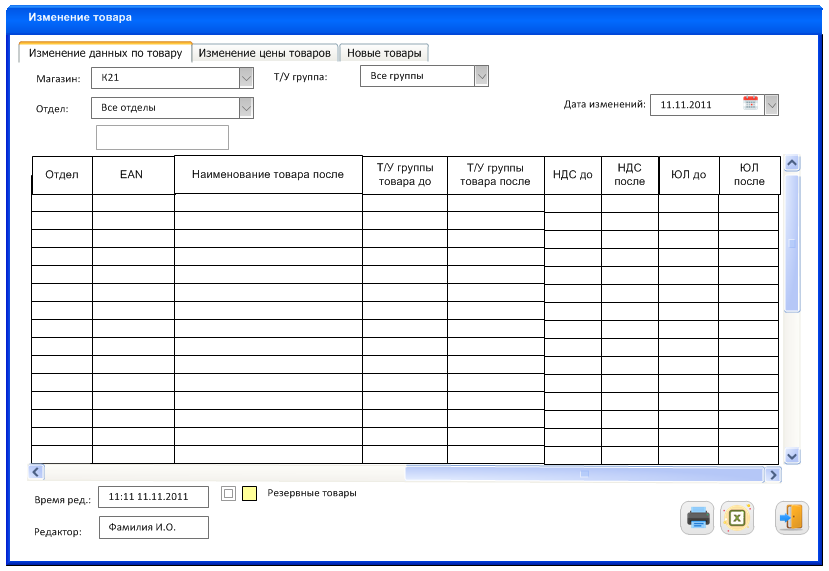 Изменение товара
Изменение данных по товару Изменение цены товаров Новые товары
Магазин: К21 Т/У группа: Все группы
Отдел: Все отделы Дата изменений: 11.11.2011
Отдел EAN Наименование товара после Т/У группы товара до Т/У группы товара после НДС до НДС после ЮЛ до ЮЛ после
Время ред.: 11:11 11.11.2011 Резервные товары
Редактор: Фамилия И.О.